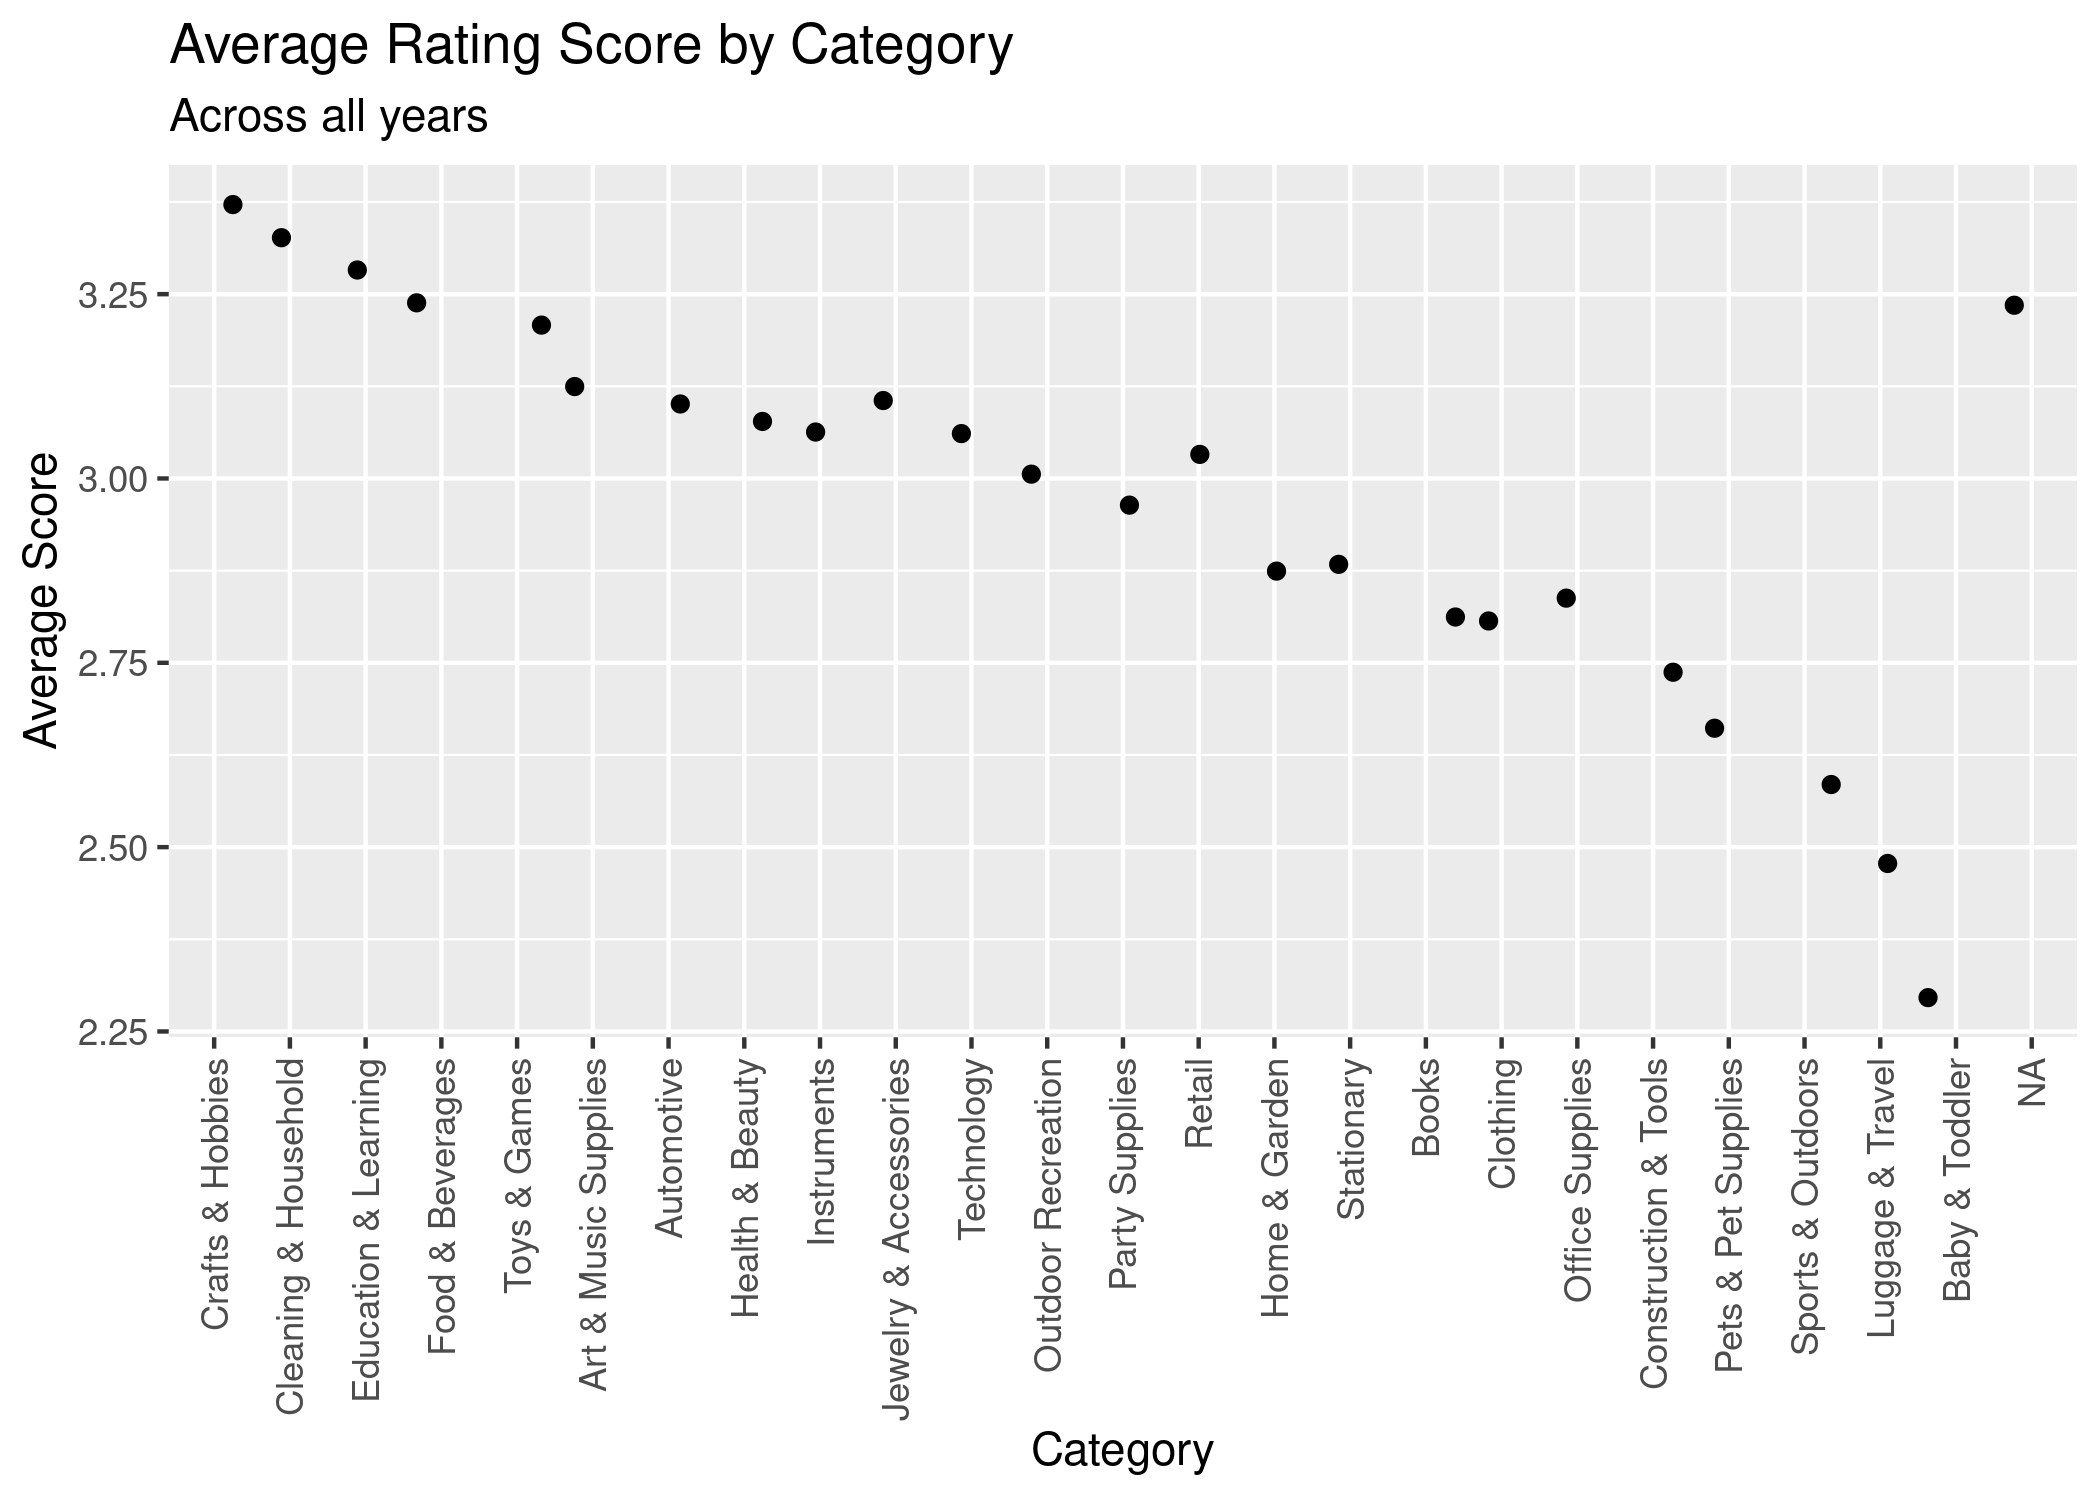 Average Rating Score by Category
Across all years
Average Score
3.25
3.00
2.75
2.50
2.25
Crafts & Hobbies
Cleaning & Household
Education & Learning
Food & Beverages
Toys & Games
Art & Music Supplies
Automotive
Health & Beauty
Instruments
Jewelry & Accessories
Technology
Outdoor Recreation
Party Supplies
Retail
Home & Garden
Stationary
Books
Clothing
Office Supplies
Construction & Tools
Pets & Pet Supplies
Sports & Outdoors
Luggage & Travel
Baby & Toddler
NA
Category